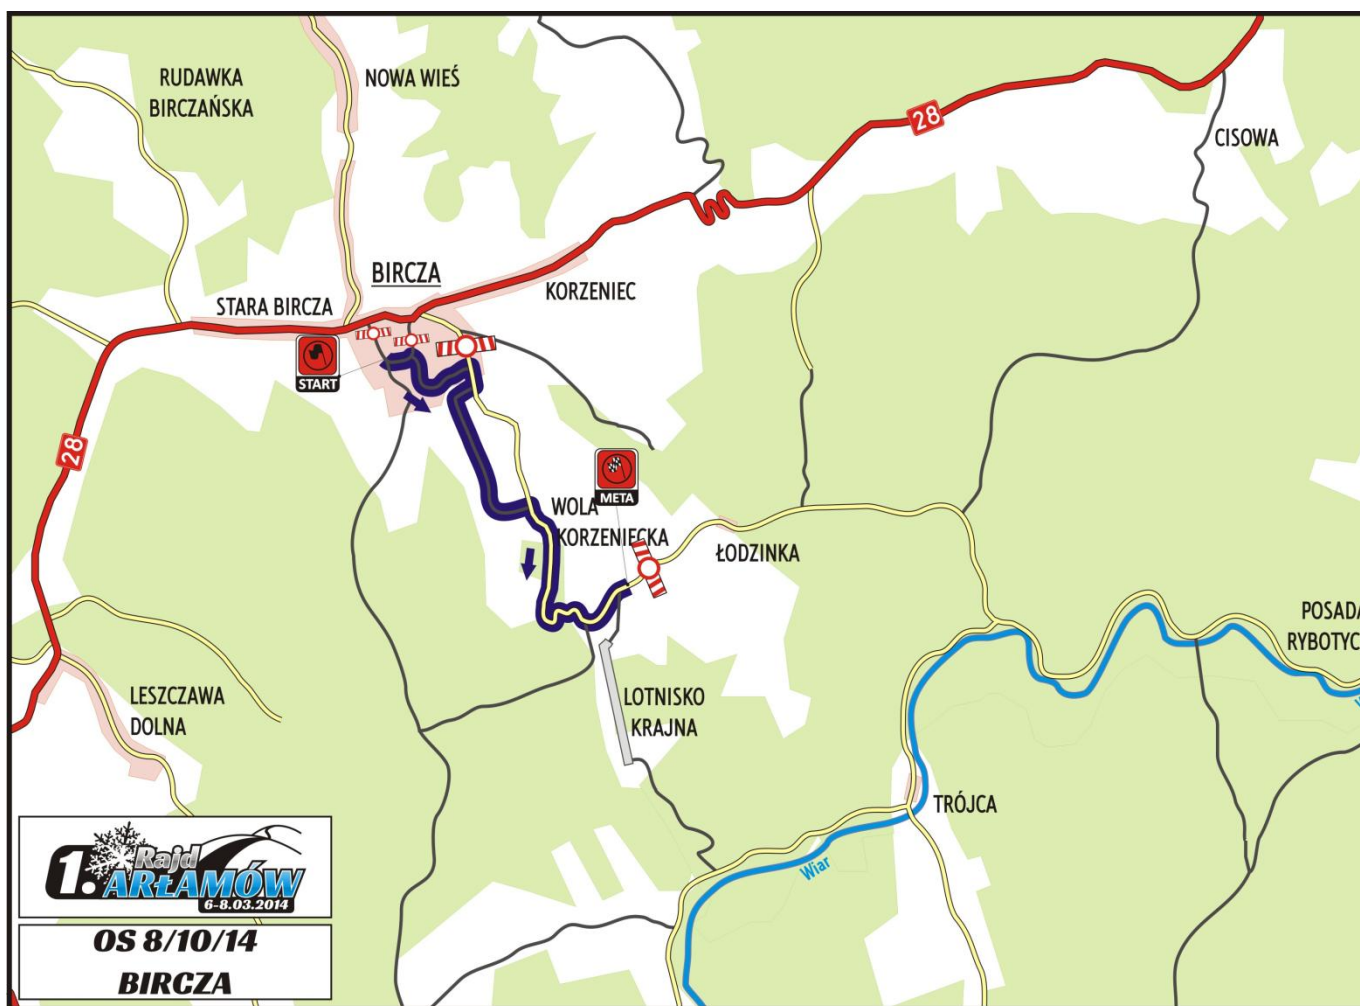 RUDAWKA
BIRCZAŃSKA
NOWA WIEŚ
28
CISOWA
BIRCZA
STARA BIRCZA
KORZENIEC
START
28
META
WOLA
KORZENIECKA
ŁODZINKA
POSADA
RYBOTYC
LESZCZAWA
DOLNA
LOTNISKO
KRAJNA
TRÓJCA
Wiar
1. Rajd
ARŁAMÓW
6-8.03.2014
OS 8/10/14
BIRCZA